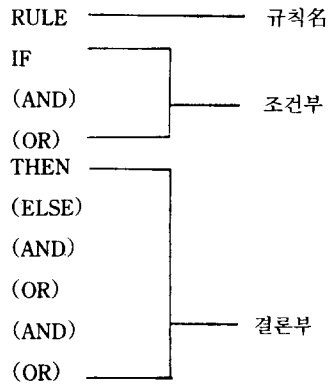 RULE 규칙名
IF
(AND) 조건부
(OR)
THEN
(ELSE)
(AND)
(OR)
(AND) 결론부
(OR)